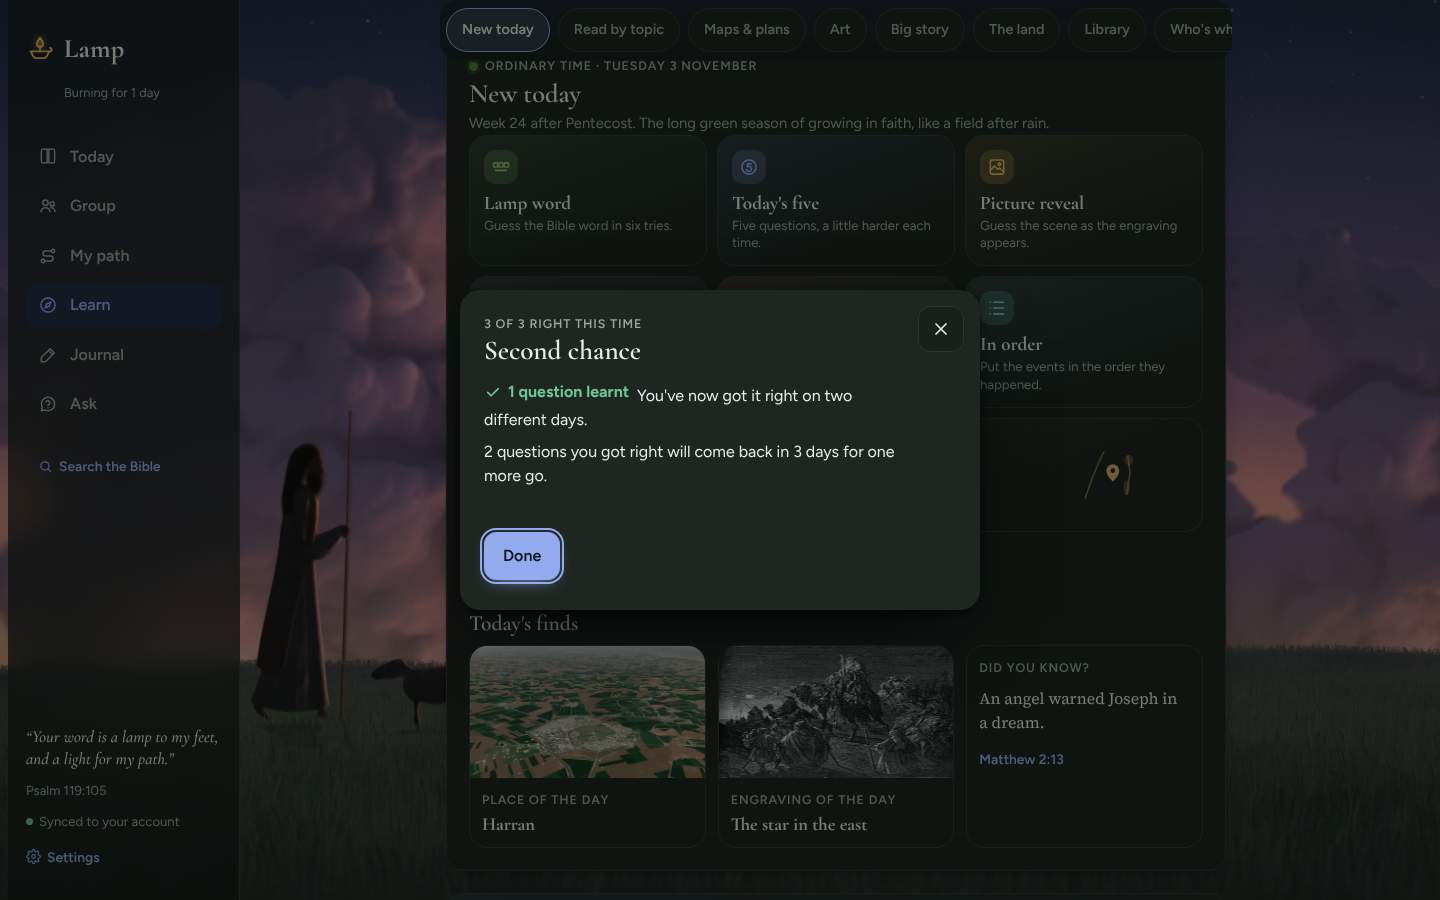 Lamp
Burning for 1 day
Today
Group
My path
Learn
Journal
Ask
Search the Bible
“Your word is a lamp to my feet,
and a light for my path.”
Psalm 119:105
Synced to your account
Settings
New today
Read by topic
Maps & plans
Art
Big story
The land
Library
Who's wh
ORDINARY TIME · TUESDAY 3 NOVEMBER
New today
Week 24 after Pentecost. The long green season of growing in faith, like a field after rain.
Lamp word
Guess the Bible word in six tries.
5
Today's five
Five questions, a little harder each
time.
Picture reveal
Guess the scene as the engraving
appears.
In order
Put the events in the order they
happened.
3 OF 3 RIGHT THIS TIME
Second chance
1 question learnt You've now got it right on two
different days.
2 questions you got right will come back in 3 days for one
more go.
Done
Today's finds
PLACE OF THE DAY
Harran
ENGRAVING OF THE DAY
The star in the east
DID YOU KNOW?
An angel warned Joseph in
a dream.
Matthew 2:13